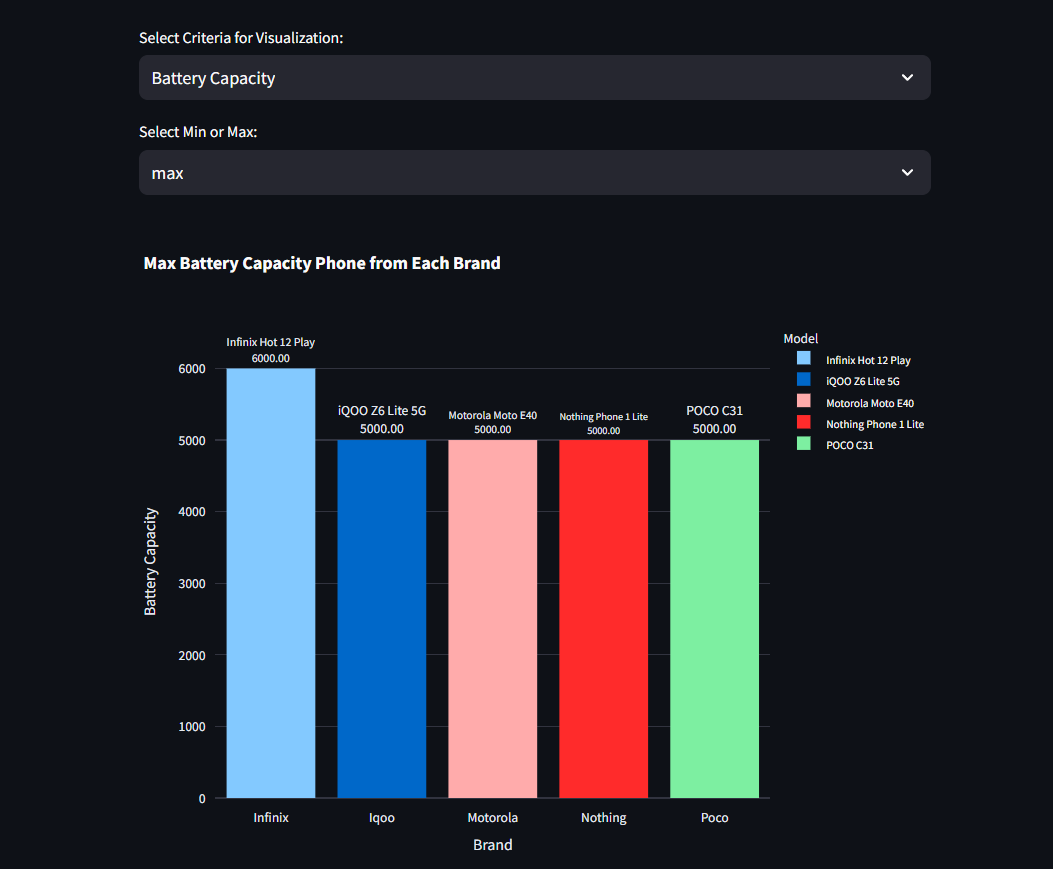 Select Criteria for Visualization:
Battery Capacity
Select Min or Max:
max
Max Battery Capacity Phone from Each Brand
Infinix Hot 12 Play
6000.00
iQOO Z6 Lite 5G
5000.00
Motorola Moto E40
5000.00
Nothing Phone 1 Lite
5000.00
POCO C31
5000.00
6000
5000
4000
3000
2000
1000
0
Battery Capacity
Infinix
Iqoo
Motorola
Nothing
Poco
Brand
Model
Infinix Hot 12 Play
iQOO Z6 Lite 5G
Motorola Moto E40
Nothing Phone 1 Lite
POCO C31